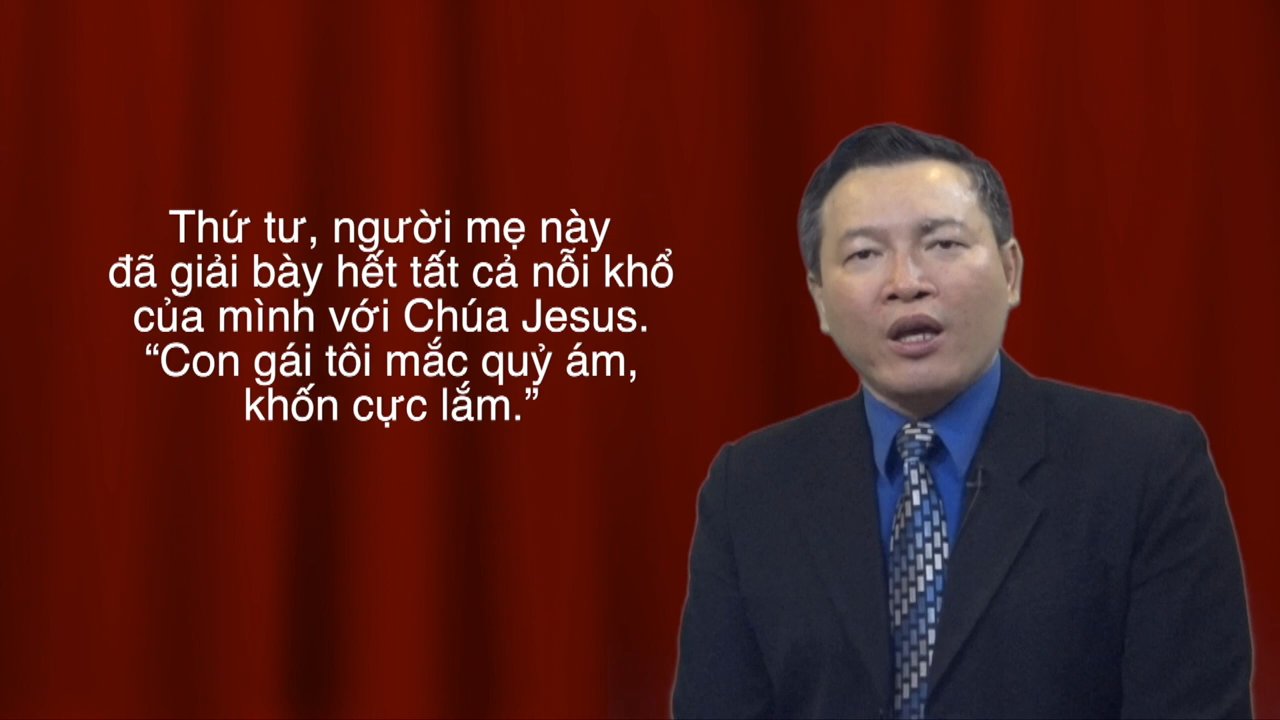 Thứ tư, người mẹ này
đã giải bày hết tất cả nỗi khổ
của mình với Chúa Jesus.
“Con gái tôi mắc quỷ ám,
khốn cực lắm.”